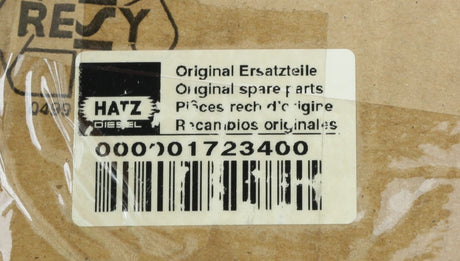 RESY
0499
HATZ
DIESEL
Original Ersatzteile
Original spare parts
Pièces rech d'origine
Recambios originales
000001723400